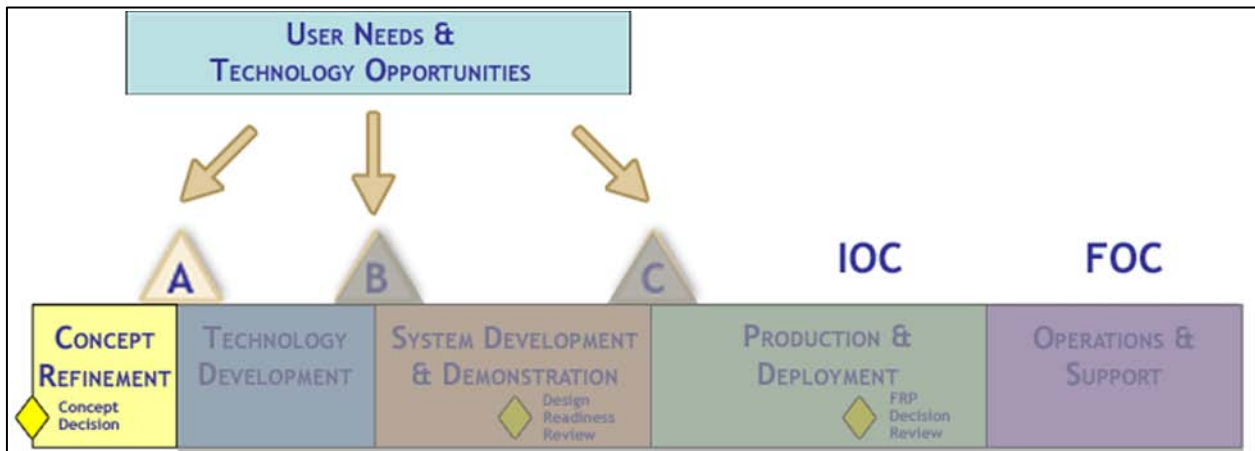 USER NEEDS &
TECHNOLOGY OPPORTUNITIES
A
B
C
IOC
FOC
CONCEPT
REFINEMENT
Concept
Decision
TECHNOLOGY
DEVELOPMENT
SYSTEM DEVELOPMENT
& DEMONSTRATION
Design
Readiness
Review
PRODUCTION &
DEPLOYMENT
FRP
Decision
Review
OPERATIONS &
SUPPORT